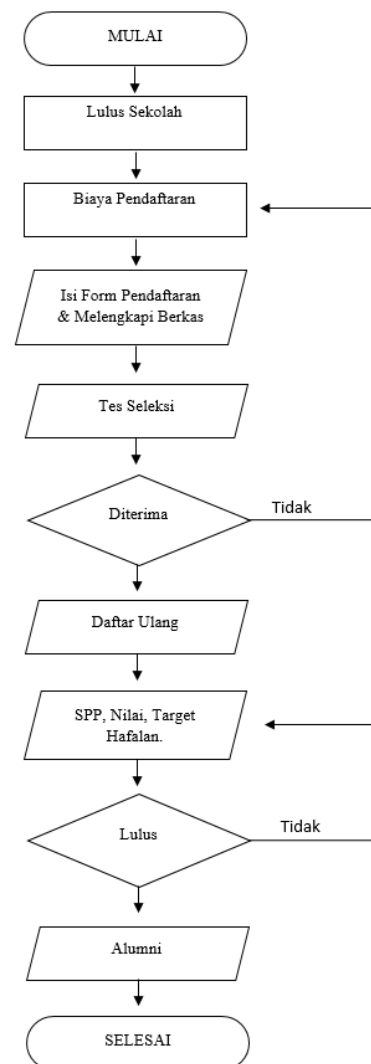 MULAI
Lulus Sekolah
Biaya Pendaftaran
Isi Form Pendaftaran
& Melengkapi Berkas
Tes Seleksi
Diterima
Tidak
Daftar Ulang
SPP, Nilai, Target
Hafalan.
Lulus
Tidak
Alumni
SELESAI